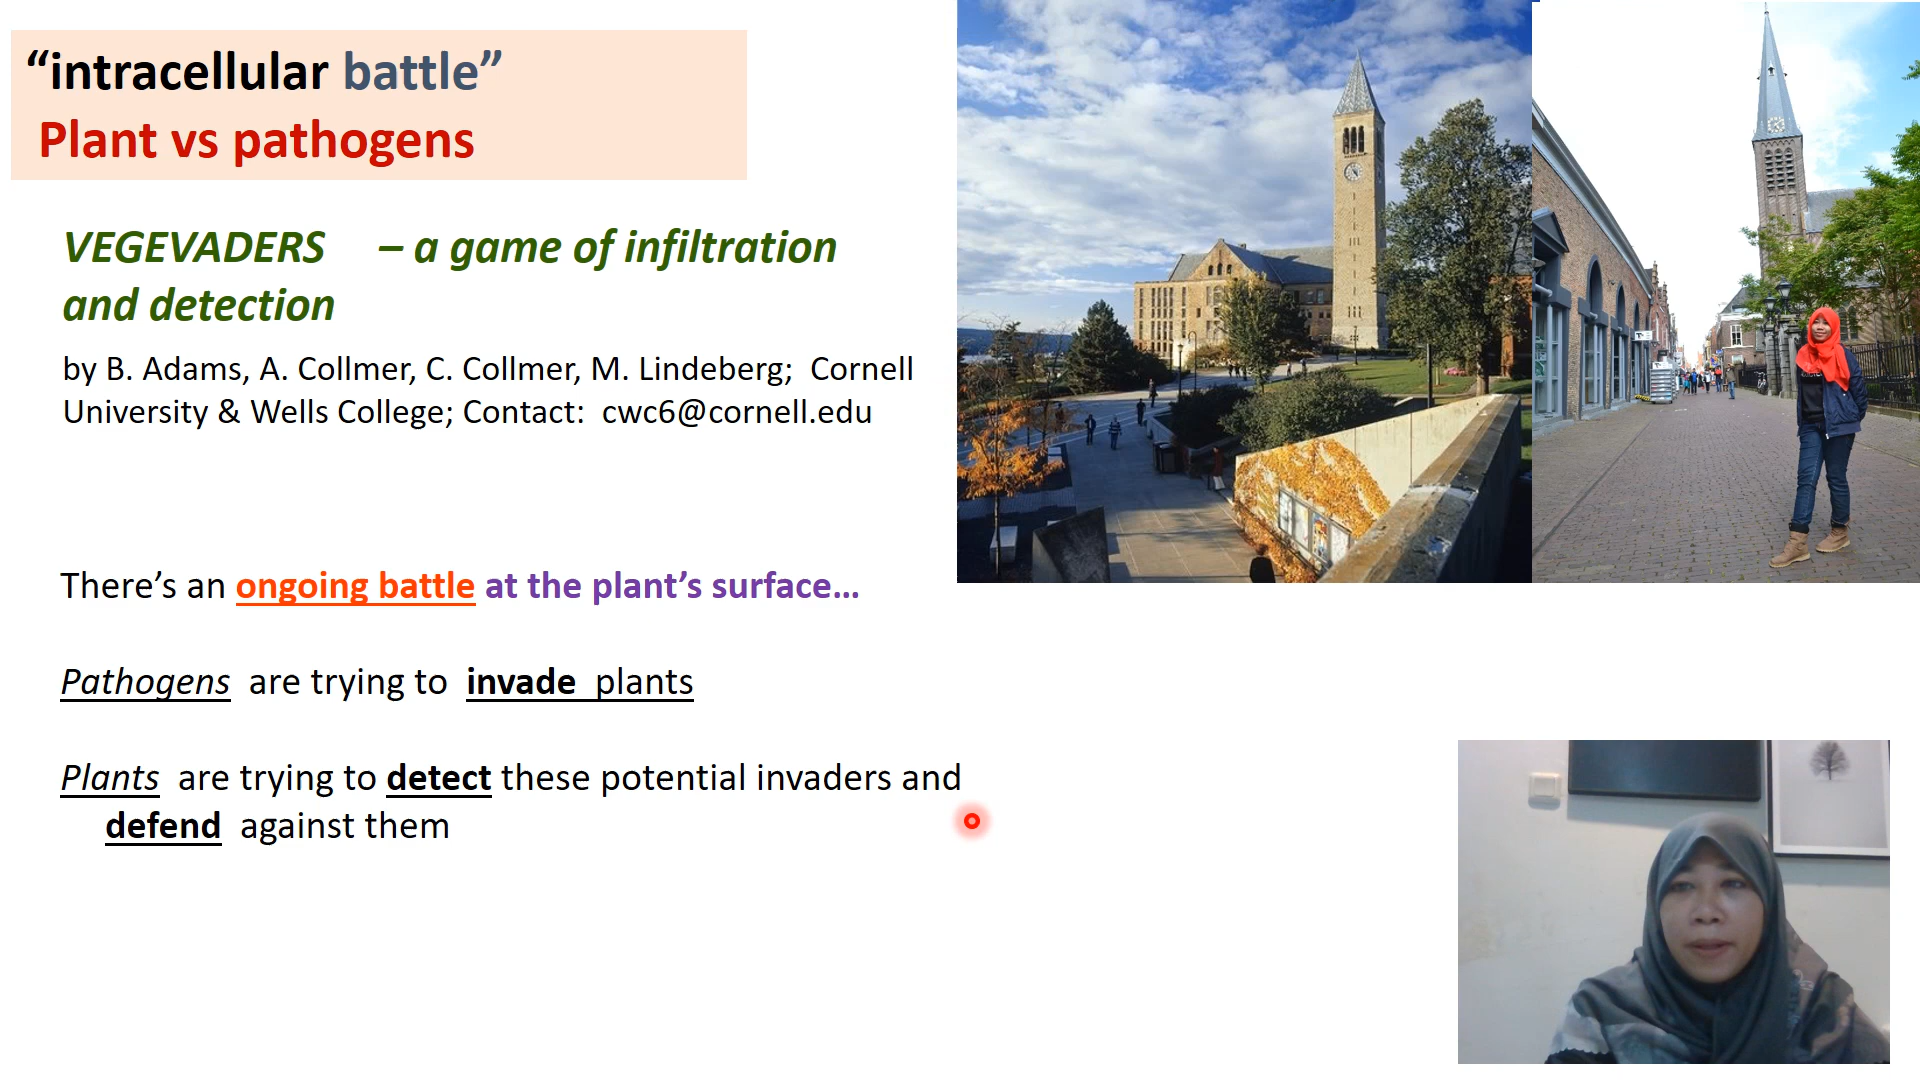 “intracellular battle”
Plant vs pathogens
VEGEVADERS – a game of infiltration
and detection
by B. Adams, A. Collmer, C. Collmer, M. Lindeberg; Cornell
University & Wells College; Contact: cwc6@cornell.edu
There’s an ongoing battle at the plant’s surface...
Pathogens are trying to invade plants
Plants are trying to detect these potential invaders and
defend against them